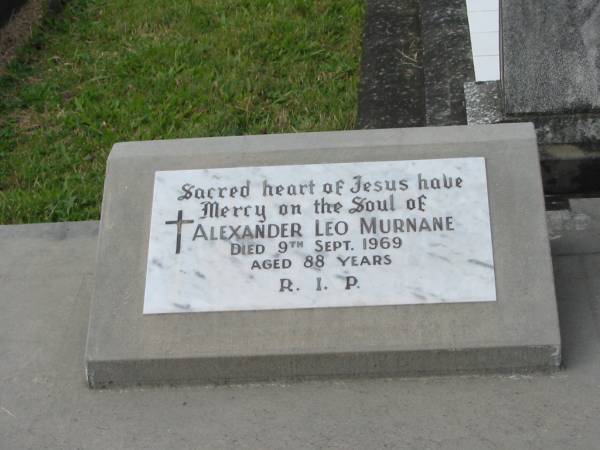 Sacred heart of Jesus have
Mercy on the Soul of
ALEXANDER LEO MURNANE
DIED 9TH SEPT. 1969
AGED 88 YEARS
R. I. P.